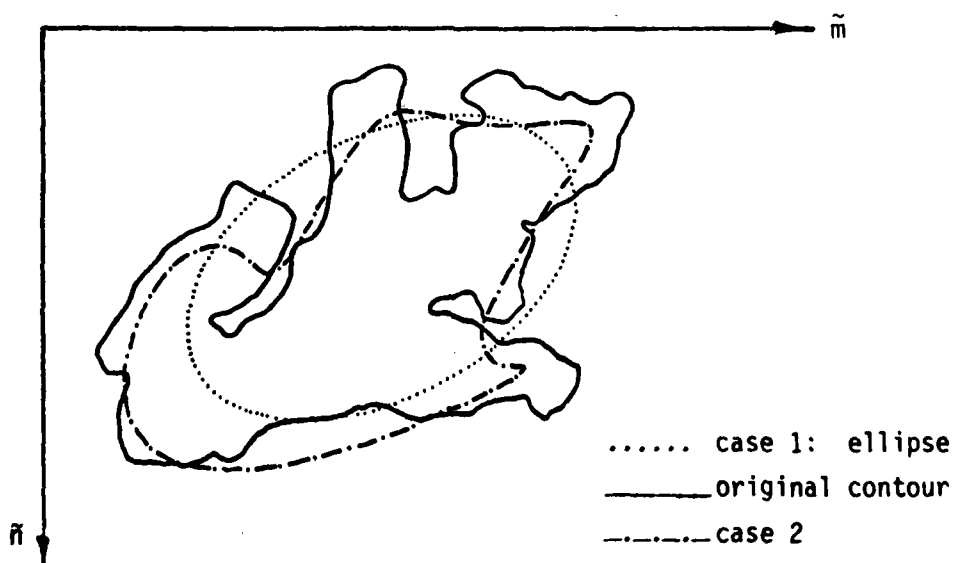 m̃
...... case 1: ellipse
original contour
ñ
case 2